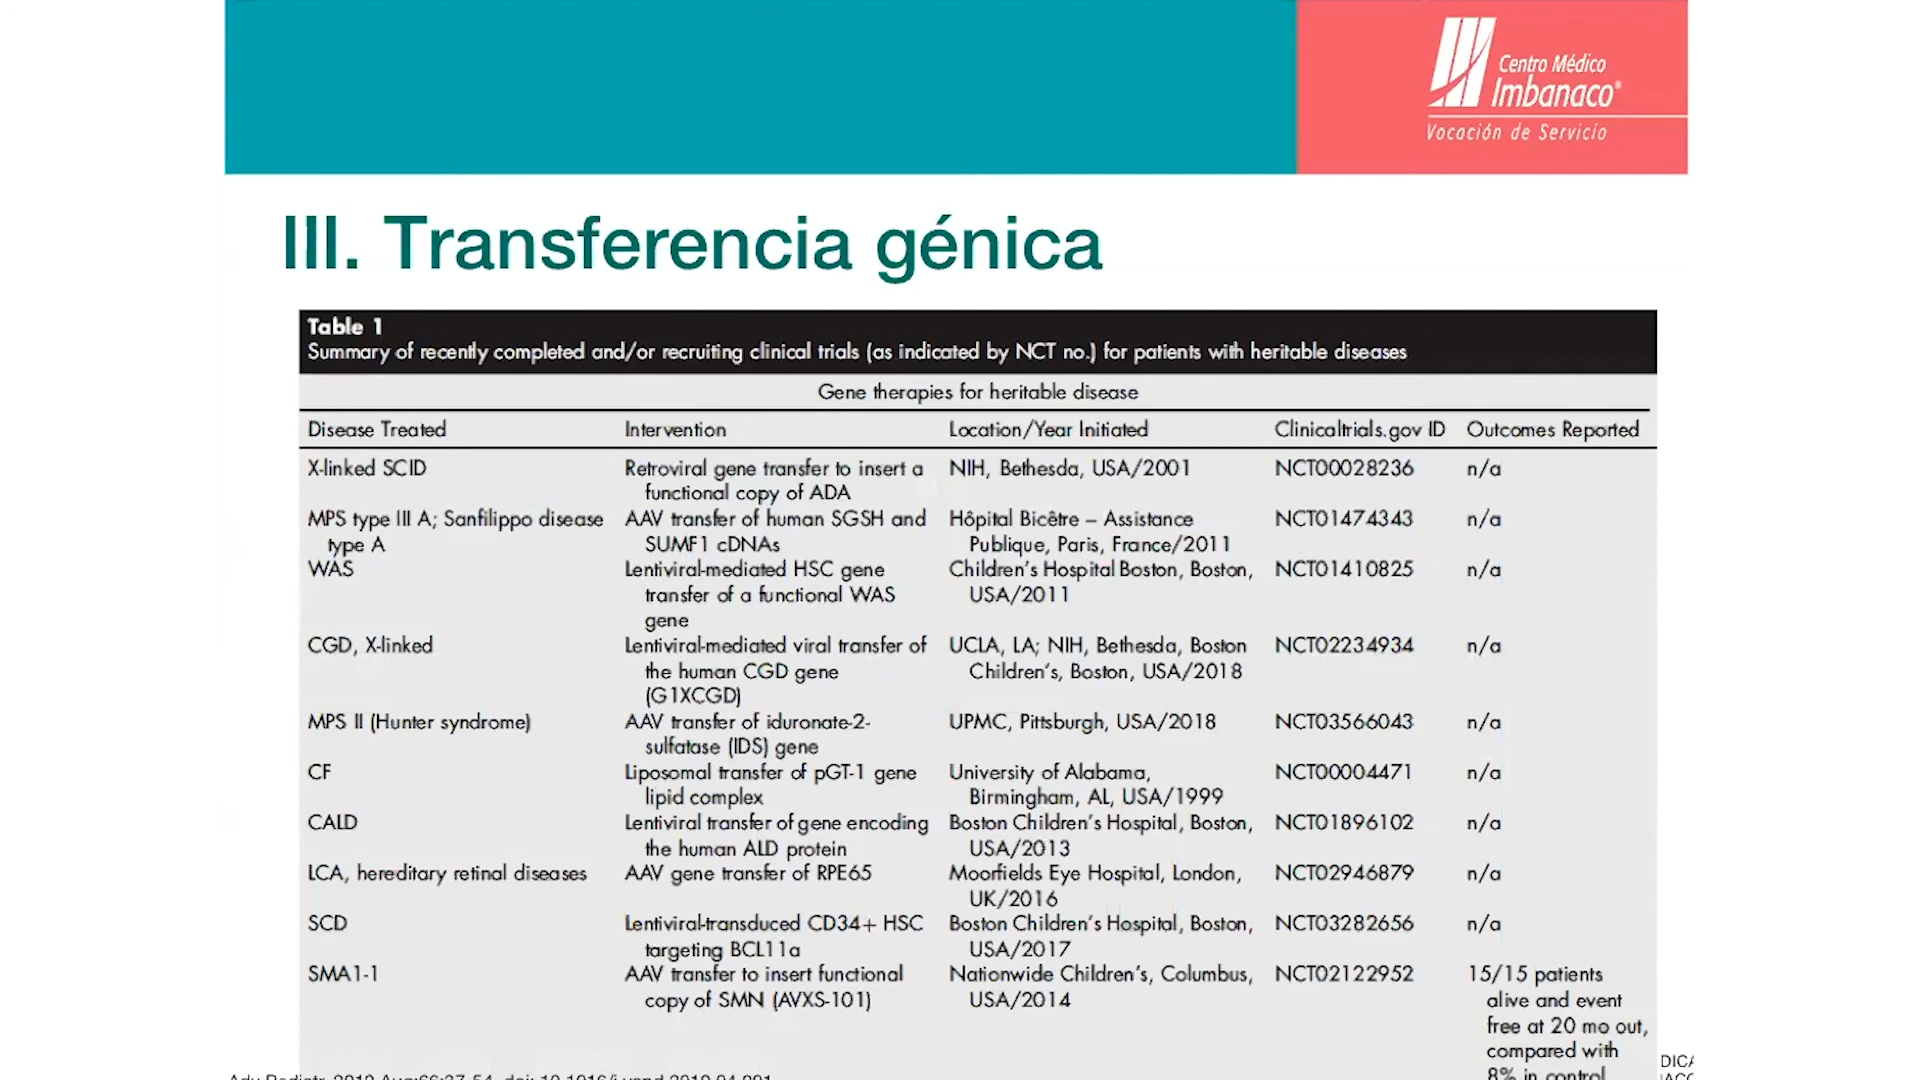 Centro Médico
Imbanaco®
Vocación de Servicio
III. Transferencia génica
Table 1
Summary of recently completed and/or recruiting clinical trials (as indicated by NCT no.) for patients with heritable diseases
Gene therapies for heritable disease
Disease Treated Intervention Location/Year Initiated Clinicaltrials.gov ID Outcomes Reported
X-linked SCID Retroviral gene transfer to insert a NIH, Bethesda, USA/2001 NCT00028236 n/a
functional copy of ADA
MPS type III A; Sanfilippo disease AAV transfer of human SGSH and Hôpital Bicêtre – Assistance NCT01474343 n/a
type A SUMF1 cDNAs Publique, Paris, France/2011
WAS Lentiviral-mediated HSC gene Children's Hospital Boston, Boston, NCT01410825 n/a
transfer of a functional WAS USA/2011
gene
CGD, X-linked Lentiviral-mediated viral transfer of UCLA, LA; NIH, Bethesda, Boston NCT02234934 n/a
the human CGD gene Children's, Boston, USA/2018
(G1XCGD)
MPS II (Hunter syndrome) AAV transfer of iduronate-2- UPMC, Pittsburgh, USA/2018 NCT03566043 n/a
sulfatase (IDS) gene
CF Liposomal transfer of pGT-1 gene University of Alabama, NCT00004471 n/a
lipid complex Birmingham, AL, USA/1999
CALD Lentiviral transfer of gene encoding Boston Children's Hospital, Boston, NCT01896102 n/a
the human ALD protein USA/2013
LCA, hereditary retinal diseases AAV gene transfer of RPE65 Moorfields Eye Hospital, London, NCT02946879 n/a
UK/2016
SCD Lentiviral-transduced CD34+ HSC Boston Children's Hospital, Boston, NCT03282656 n/a
targeting BCL11a USA/2017
SMA1-1 AAV transfer to insert functional Nationwide Children's, Columbus, NCT02122952 15/15 patients
copy of SMN (AVXS-101) USA/2014 alive and event
free at 20 mo out,
compared with
8% in control